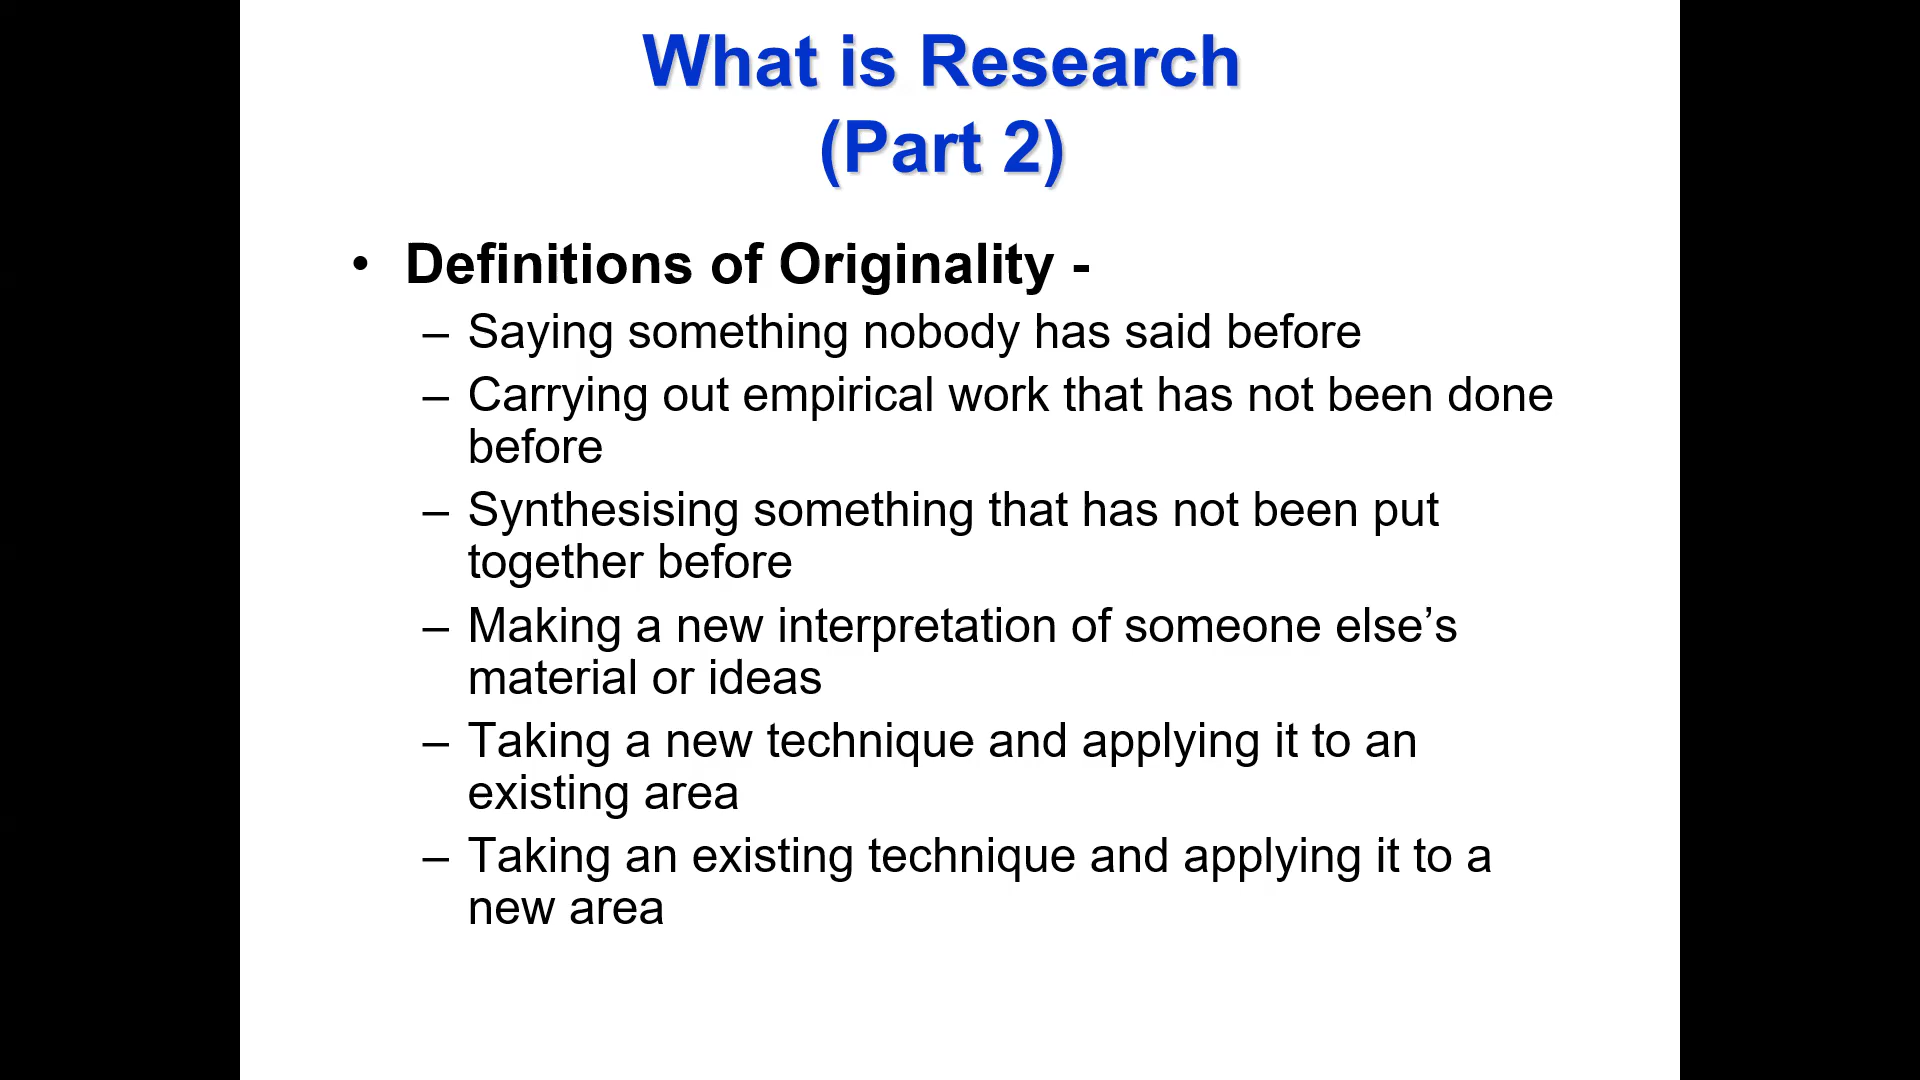 What is Research
(Part 2)
• Definitions of Originality -
– Saying something nobody has said before
– Carrying out empirical work that has not been done
before
– Synthesising something that has not been put
together before
– Making a new interpretation of someone else’s
material or ideas
– Taking a new technique and applying it to an
existing area
– Taking an existing technique and applying it to a
new area